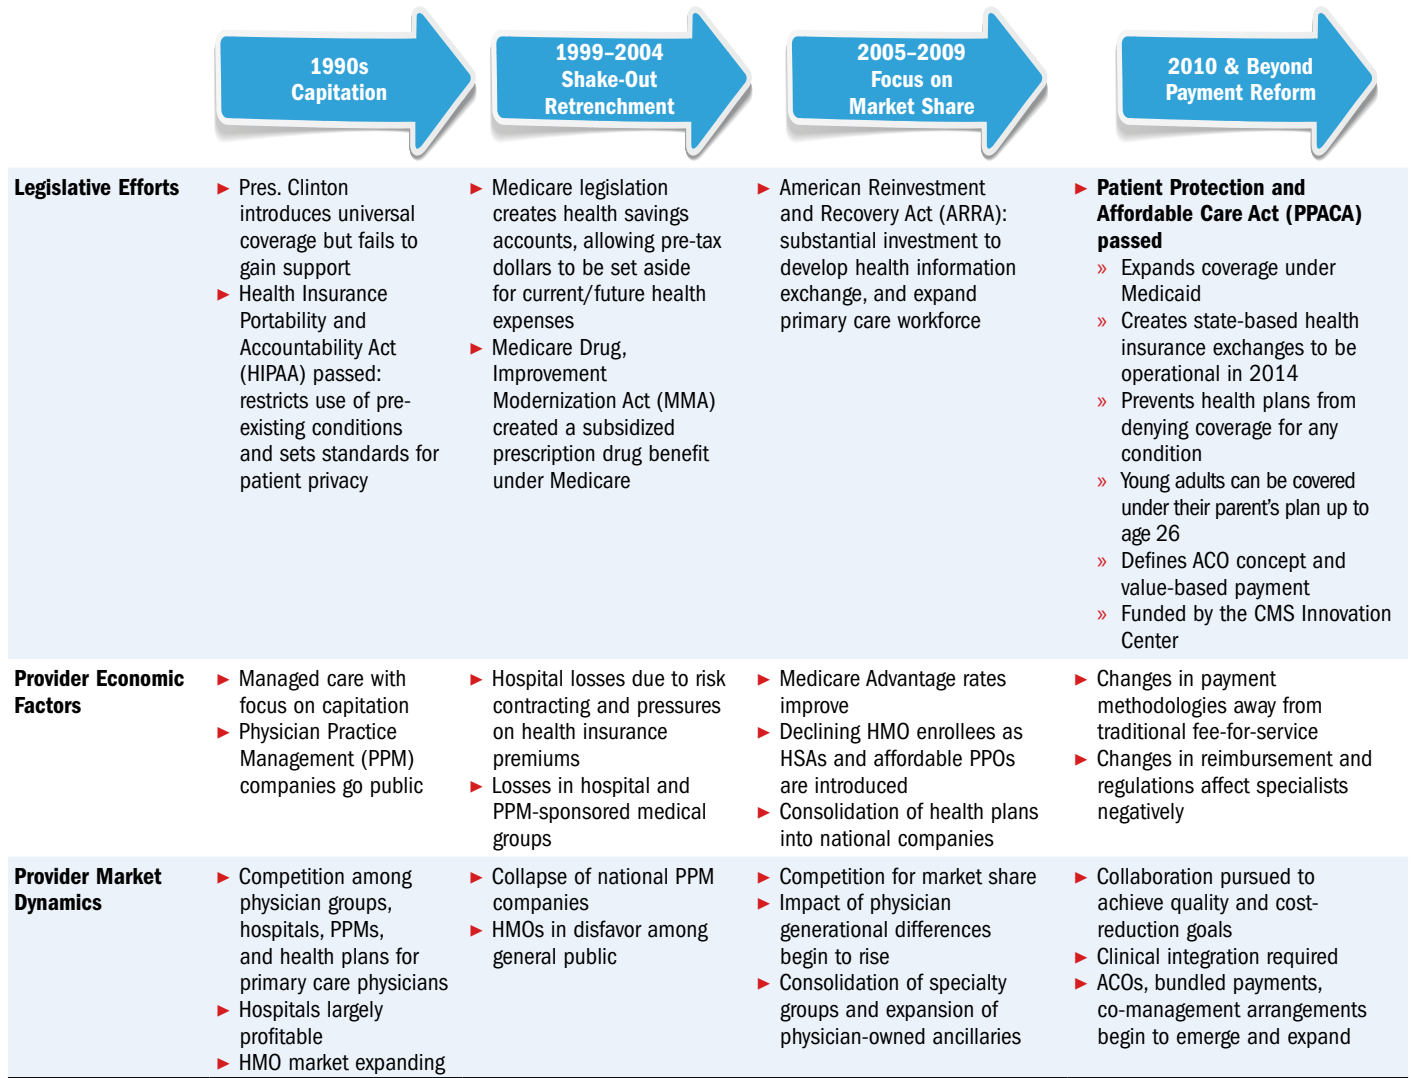 1990s
Capitation
1999–2004
Shake-Out
Retrenchment
2005–2009
Focus on
Market Share
2010 & Beyond
Payment Reform
Legislative Efforts
► Pres. Clinton
introduces universal
coverage but fails to
gain support
► Health Insurance
Portability and
Accountability Act
(HIPAA) passed:
restricts use of pre-
existing conditions
and sets standards for
patient privacy
► Medicare legislation
creates health savings
accounts, allowing pre-tax
dollars to be set aside
for current/future health
expenses
► Medicare Drug,
Improvement
Modernization Act (MMA)
created a subsidized
prescription drug benefit
under Medicare
► American Reinvestment
and Recovery Act (ARRA):
substantial investment to
develop health information
exchange, and expand
primary care workforce
► Patient Protection and
Affordable Care Act (PPACA)
passed
» Expands coverage under
Medicaid
» Creates state-based health
insurance exchanges to be
operational in 2014
» Prevents health plans from
denying coverage for any
condition
» Young adults can be covered
under their parent’s plan up to
age 26
» Defines ACO concept and
value-based payment
» Funded by the CMS Innovation
Center
Provider Economic
Factors
► Managed care with
focus on capitation
► Physician Practice
Management (PPM)
companies go public
► Hospital losses due to risk
contracting and pressures
on health insurance
premiums
► Losses in hospital and
PPM-sponsored medical
groups
► Medicare Advantage rates
improve
► Declining HMO enrollees as
HSAs and affordable PPOs
are introduced
► Consolidation of health plans
into national companies
► Changes in payment
methodologies away from
traditional fee-for-service
► Changes in reimbursement and
regulations affect specialists
negatively
Provider Market
Dynamics
► Competition among
physician groups,
hospitals, PPMs,
and health plans for
primary care physicians
► Hospitals largely
profitable
► HMO market expanding
► Collapse of national PPM
companies
► HMOs in disfavor among
general public
► Competition for market share
► Impact of physician
generational differences
begin to rise
► Consolidation of specialty
groups and expansion of
physician-owned ancillaries
► Collaboration pursued to
achieve quality and cost-
reduction goals
► Clinical integration required
► ACOs, bundled payments,
co-management arrangements
begin to emerge and expand